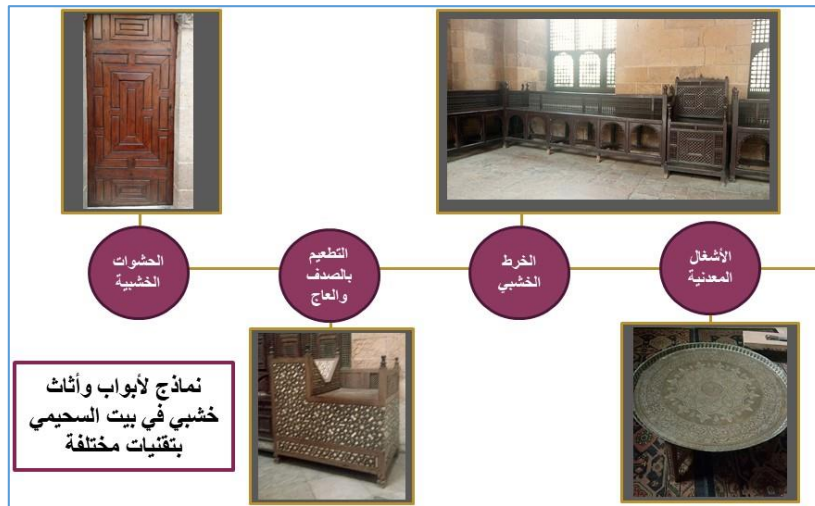 الأشغال
المعدنية
الخرط
الخشبي
التطعيم
بالصدف
والعاج
الحشوات
الخشبية
نماذج لأبواب وأثاث
خشبي في بيت السحيمي
بتقنيات مختلفة